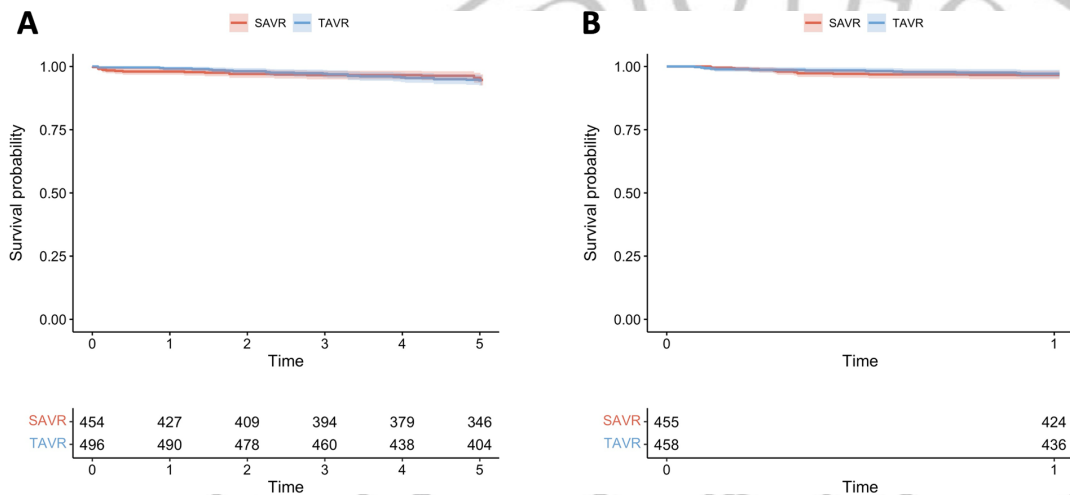 A
SAVR TAVR
Survival probability
1.00
0.75
0.50
0.25
0.00
0 1 2 3 4 5
Time
SAVR 454 427 409 394 379 346
TAVR 496 490 478 460 438 404
0 1 2 3 4 5
Time
B
SAVR TAVR
Survival probability
1.00
0.75
0.50
0.25
0.00
0 1
Time
SAVR 455 424
TAVR 458 436
0 1
Time